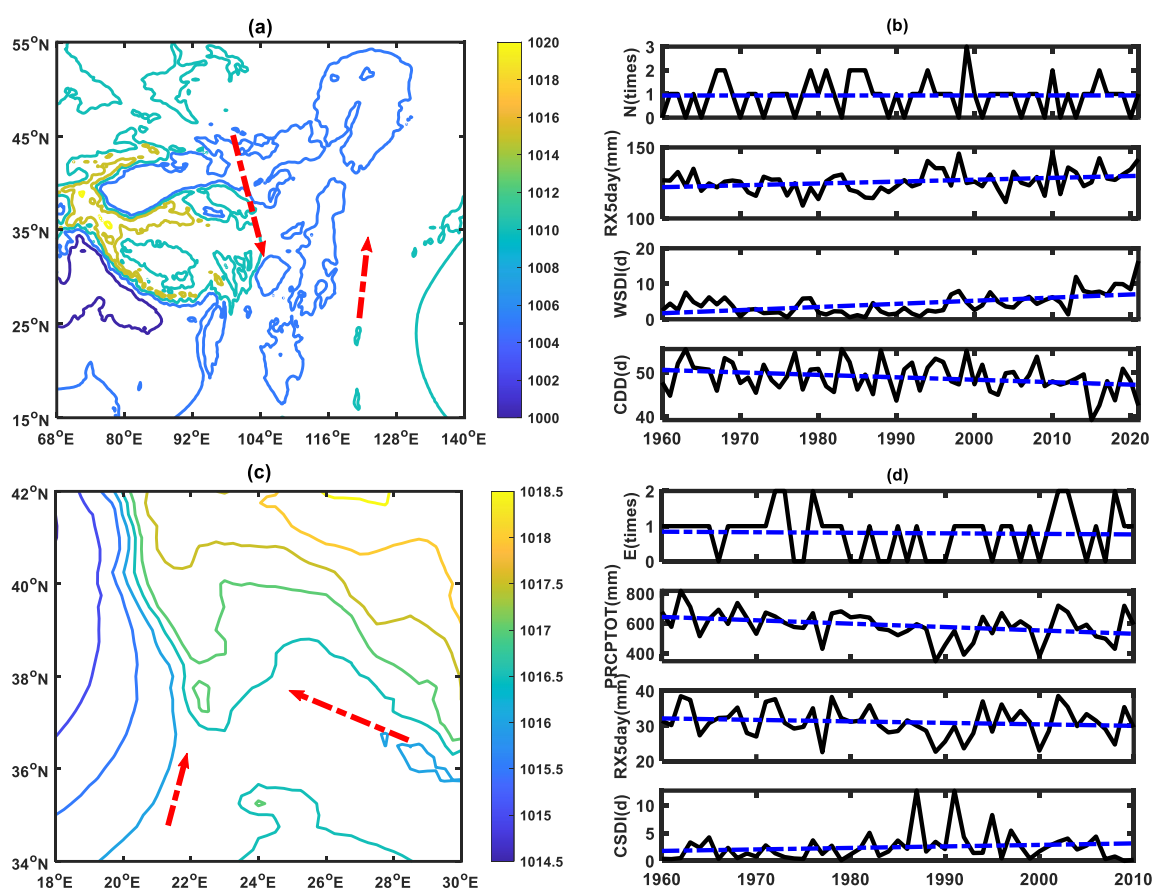 (a)
55°N
45°N
35°N
25°N
15°N
68°E 80°E 92°E 104°E 116°E 128°E 140°E
1020
1018
1016
1014
1012
1010
1008
1006
1004
1002
1000
(b)
N(times)
3
2
1
0
RX5day(mm)
150
100
WSDI(d)
20
10
0
CDD(d)
50
40
1960 1970 1980 1990 2000 2010 2020
(c)
42°N
40°N
38°N
36°N
34°N
18°E 20°E 22°E 24°E 26°E 28°E 30°E
1018.5
1018
1017.5
1017
1016.5
1016
1015.5
1015
1014.5
(d)
E(times)
2
1
0
PRCPTOT(mm)
800
600
400
RX5day(mm)
40
30
20
CSDI(d)
10
5
0
1960 1970 1980 1990 2000 2010